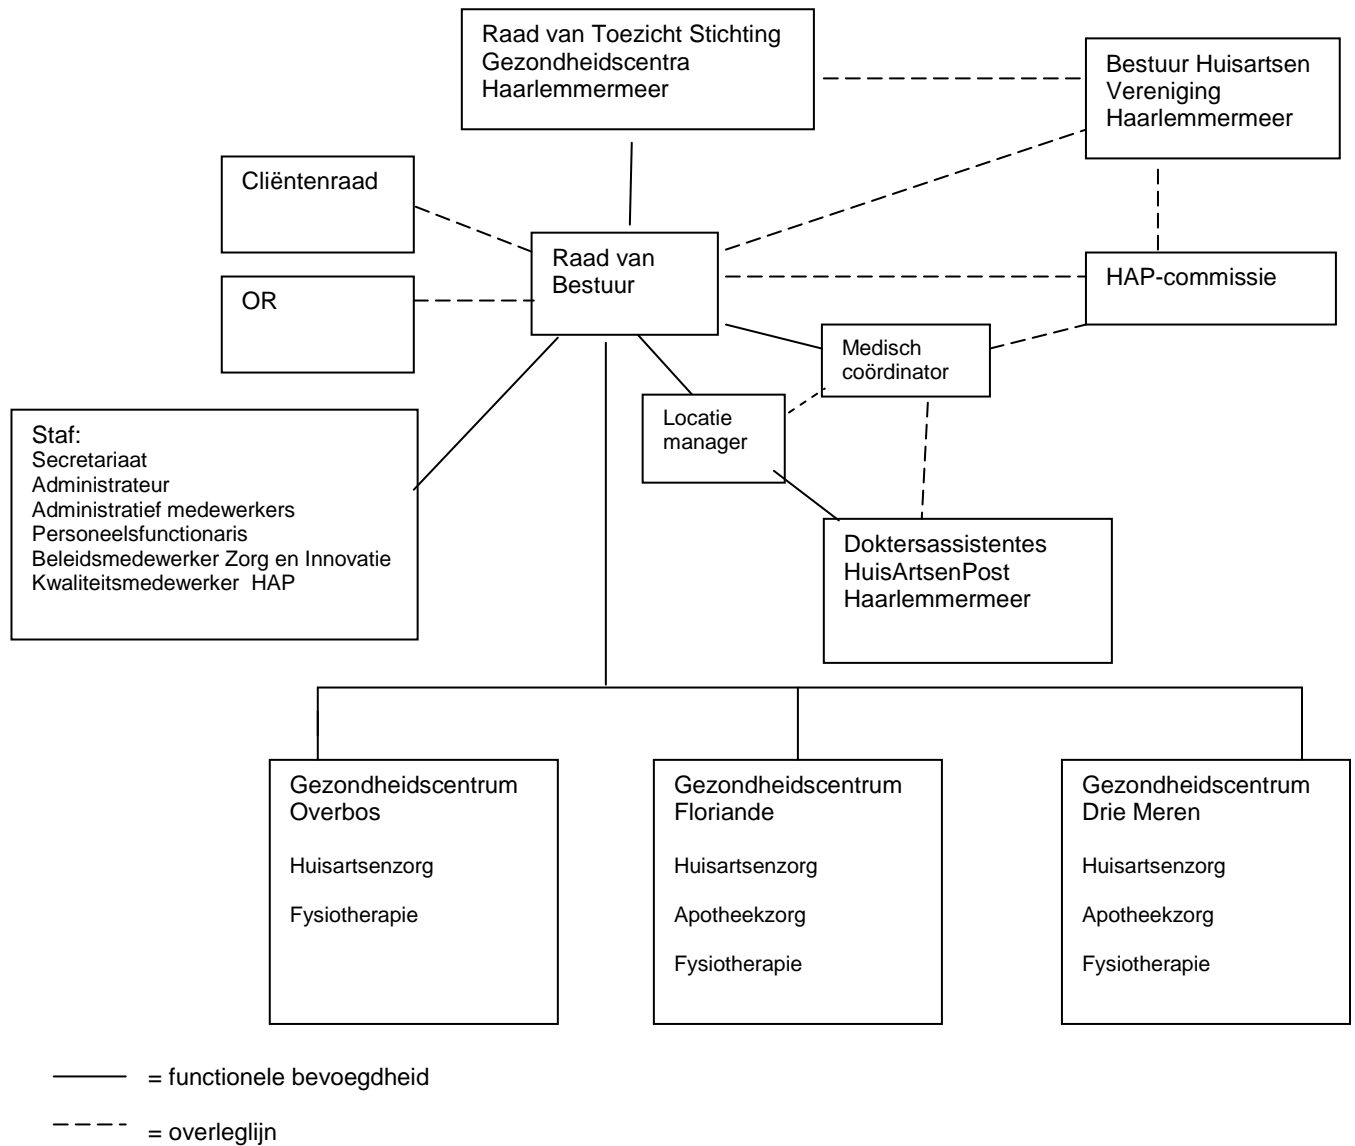 Raad van Toezicht Stichting
Gezondheidscentra
Haarlemmermeer
Bestuur Huisartsen
Vereniging
Haarlemmermeer
Cliëntenraad
Raad van
Bestuur
HAP-commissie
OR
Medisch
coördinator
Locatie
manager
Staf:
Secretariaat
Administrateur
Administratief medewerkers
Personeelsfunctionaris
Beleidsmedewerker Zorg en Innovatie
Kwaliteitsmedewerker HAP
Doktersassistentes
HuisArtsenPost
Haarlemmermeer
Gezondheidscentrum
Overbos
Huisartsenzorg
Fysiotherapie
Gezondheidscentrum
Floriande
Huisartsenzorg
Apotheekzorg
Fysiotherapie
Gezondheidscentrum
Drie Meren
Huisartsenzorg
Apotheekzorg
Fysiotherapie
= functionele bevoegdheid
= overleglijn